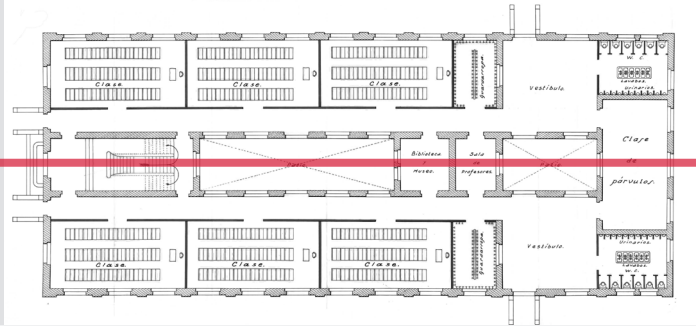 Clase.
Clase.
Clase.
Guardarropa.
Vestíbulo.
W. C.
Lavabos.
Urinarios.
Biblioteca
y
Museo.
Sala
de
Profesores.
Patio.
Patio.
Clase
de
párvulos.
Clase.
Clase.
Clase.
Guardarropa.
Vestíbulo.
Urinarios.
Lavabos.
W. C.